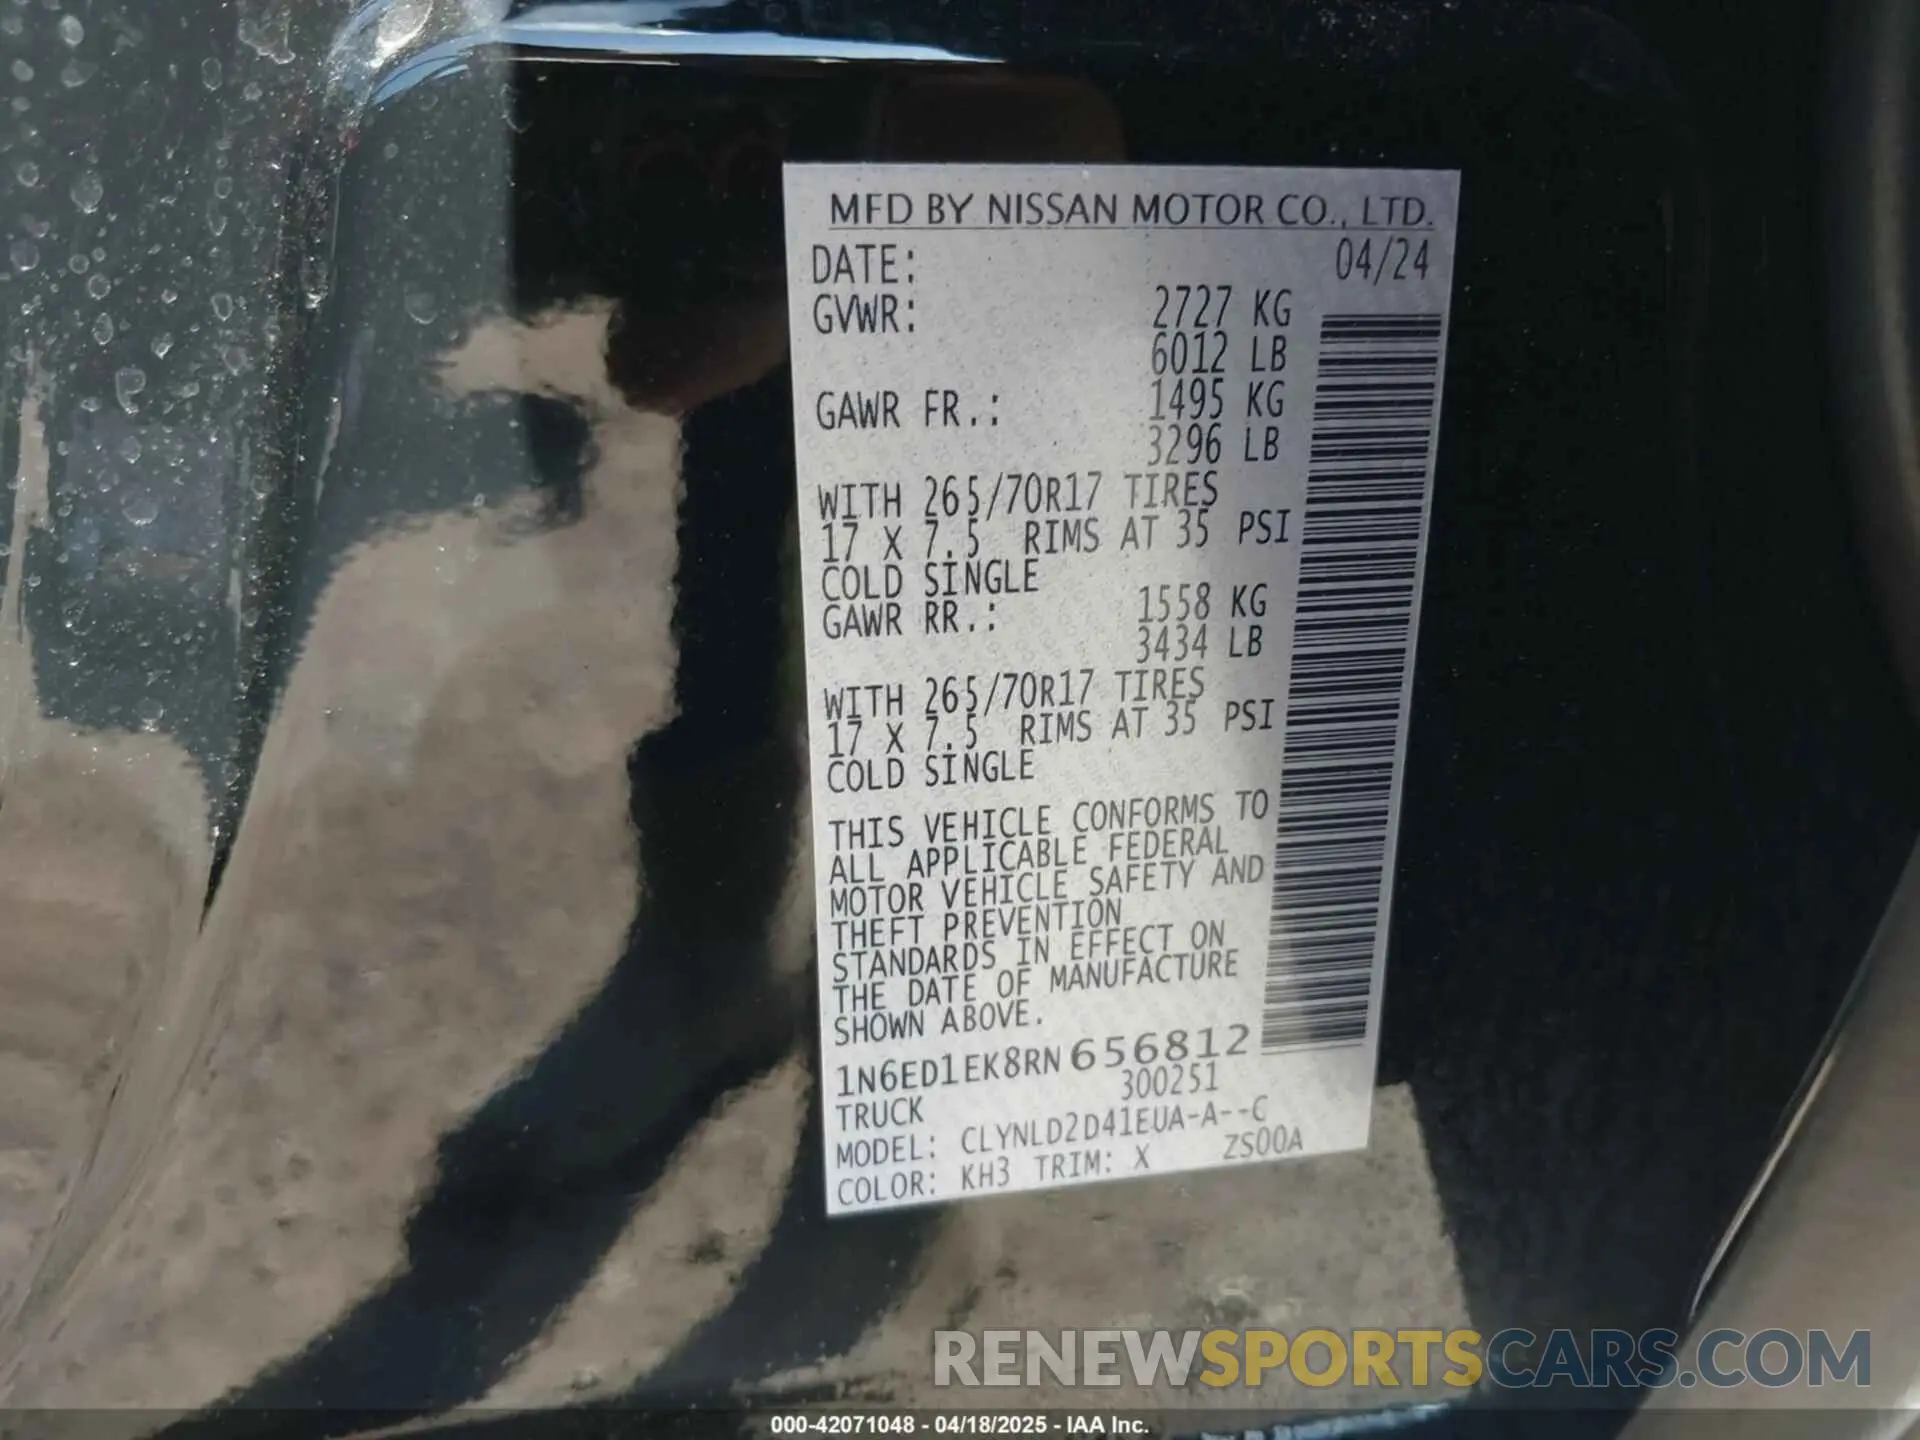 MFD BY NISSAN MOTOR CO., LTD.
DATE: 04/24
GVWR: 2727 KG
6012 LB
GAWR FR.: 1495 KG
3296 LB
WITH 265/70R17 TIRES
17 X 7.5 RIMS AT 35 PSI
COLD SINGLE
GAWR RR.: 1558 KG
3434 LB
WITH 265/70R17 TIRES
17 X 7.5 RIMS AT 35 PSI
COLD SINGLE
THIS VEHICLE CONFORMS TO
ALL APPLICABLE FEDERAL
MOTOR VEHICLE SAFETY AND
THEFT PREVENTION
STANDARDS IN EFFECT ON
THE DATE OF MANUFACTURE
SHOWN ABOVE.
1N6ED1EK8RN656812
300251
TRUCK
MODEL: CLYNLD2D41EUA-A--C
COLOR: KH3 TRIM: X ZS00A
RENEWSPORTSCARS.COM
000-42071048 - 04/18/2025 - IAA Inc.